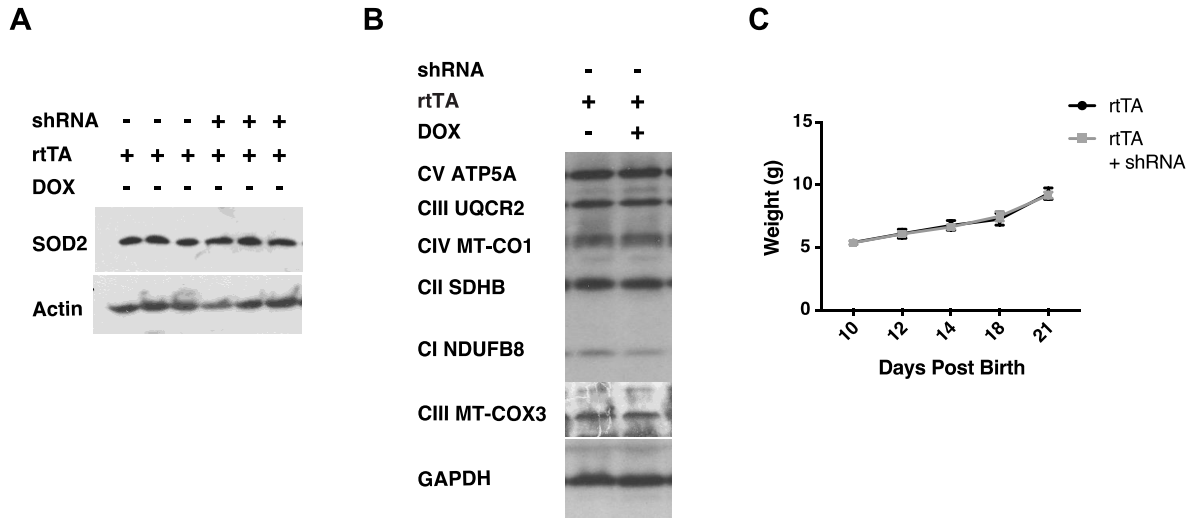 A
shRNA - - - + + +
rtTA + + + + + +
DOX - - - - - -
SOD2
Actin
B
shRNA - -
rtTA + +
DOX - +
CV ATP5A
CIII UQCR2
CIV MT-CO1
CII SDHB
CI NDUFB8
CIII MT-COX3
GAPDH
C
rtTA
rtTA
+ shRNA
Weight (g)
15
10
5
0
10 12 14 18 21
Days Post Birth